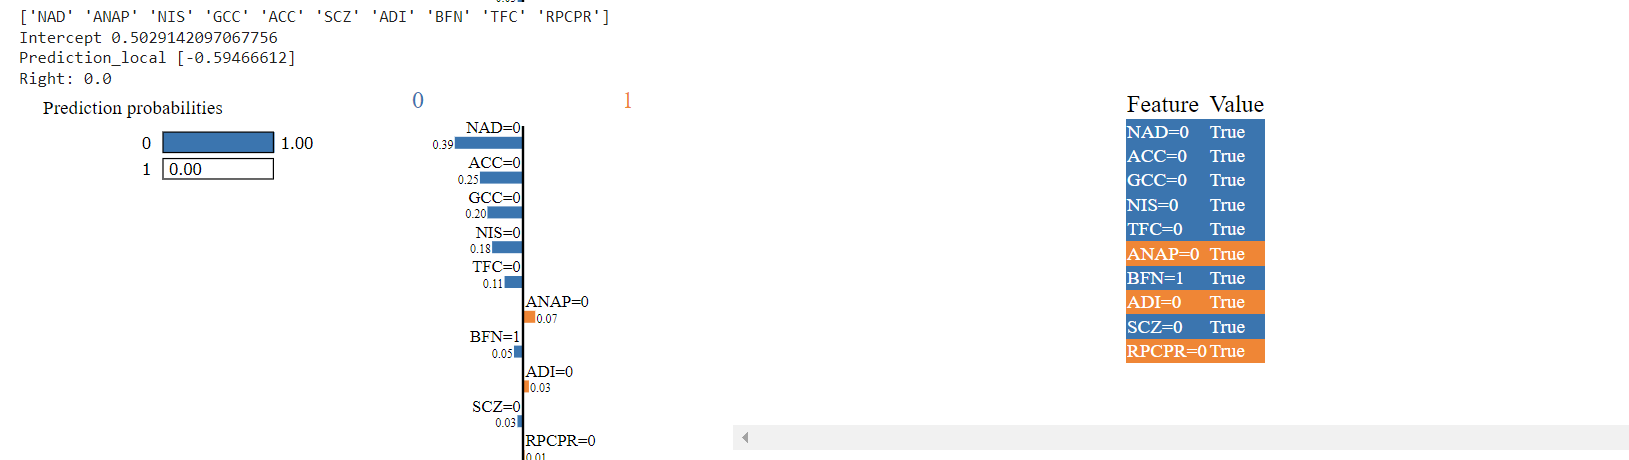 ['NAD' 'ANAP' 'NIS' 'GCC' 'ACC' 'SCZ' 'ADI' 'BFN' 'TFC' 'RPCPR']
Intercept 0.5029142097067756
Prediction_local [-0.59466612]
Right: 0.0
Prediction probabilities
0 1.00
1 0.00
0 1
NAD=0
0.39
ACC=0
0.25
GCC=0
0.20
NIS=0
0.18
TFC=0
0.11
ANAP=0
0.07
BFN=1
0.05
ADI=0
0.03
SCZ=0
0.03
RPCPR=0
0.01
Feature Value
NAD=0 True
ACC=0 True
GCC=0 True
NIS=0 True
TFC=0 True
ANAP=0 True
BFN=1 True
ADI=0 True
SCZ=0 True
RPCPR=0 True